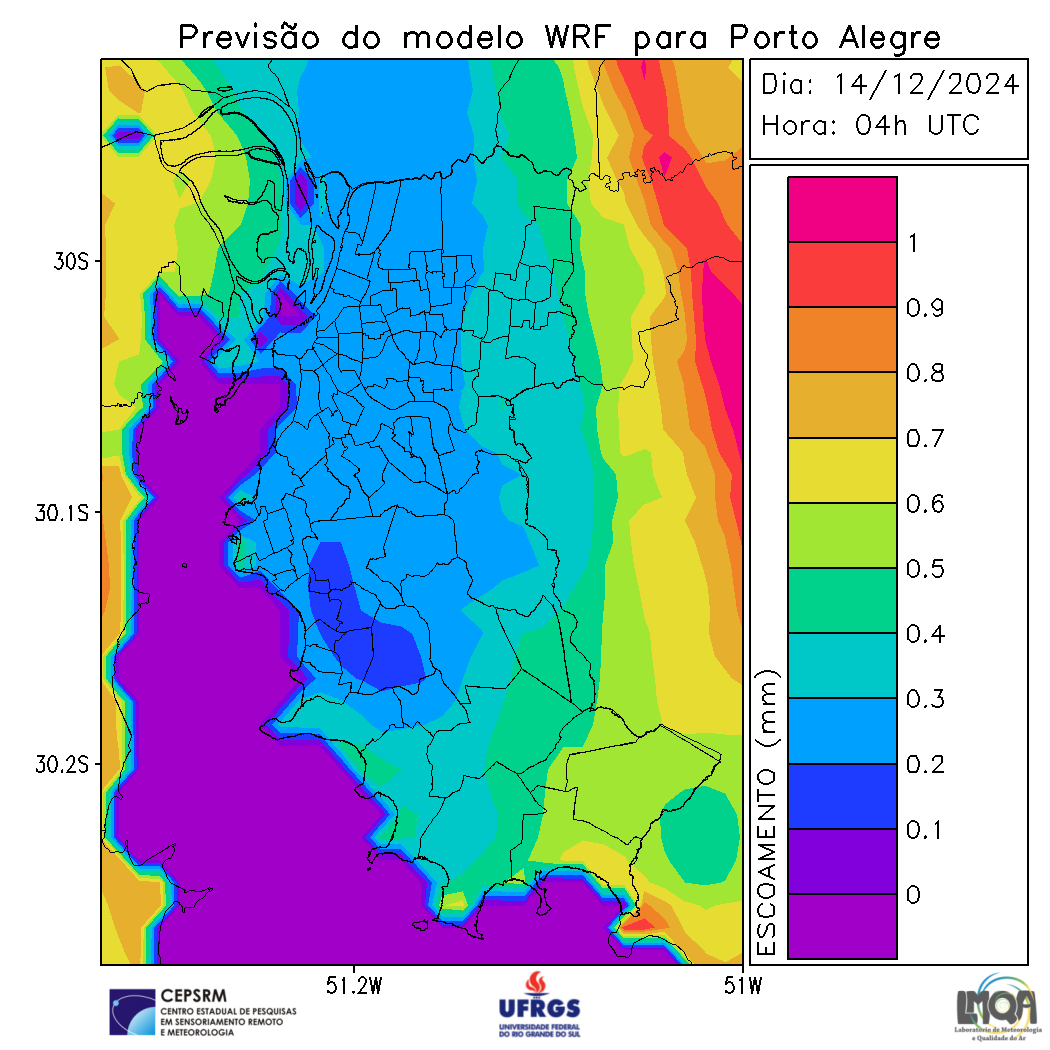 Previsão do modelo WRF para Porto Alegre
Dia: 14/12/2024
Hora: 04h UTC
30S
30.1S
30.2S
51.2W
51W
ESCOAMENTO (mm)
1
0.9
0.8
0.7
0.6
0.5
0.4
0.3
0.2
0.1
0
CEPSRM
CENTRO ESTADUAL DE PESQUISAS
EM SENSORIAMENTO REMOTO
E METEOROLOGIA
UFRGS
UNIVERSIDADE FEDERAL
DO RIO GRANDE DO SUL
LMQA
Laboratório de Meteorologia
e Qualidade do Ar